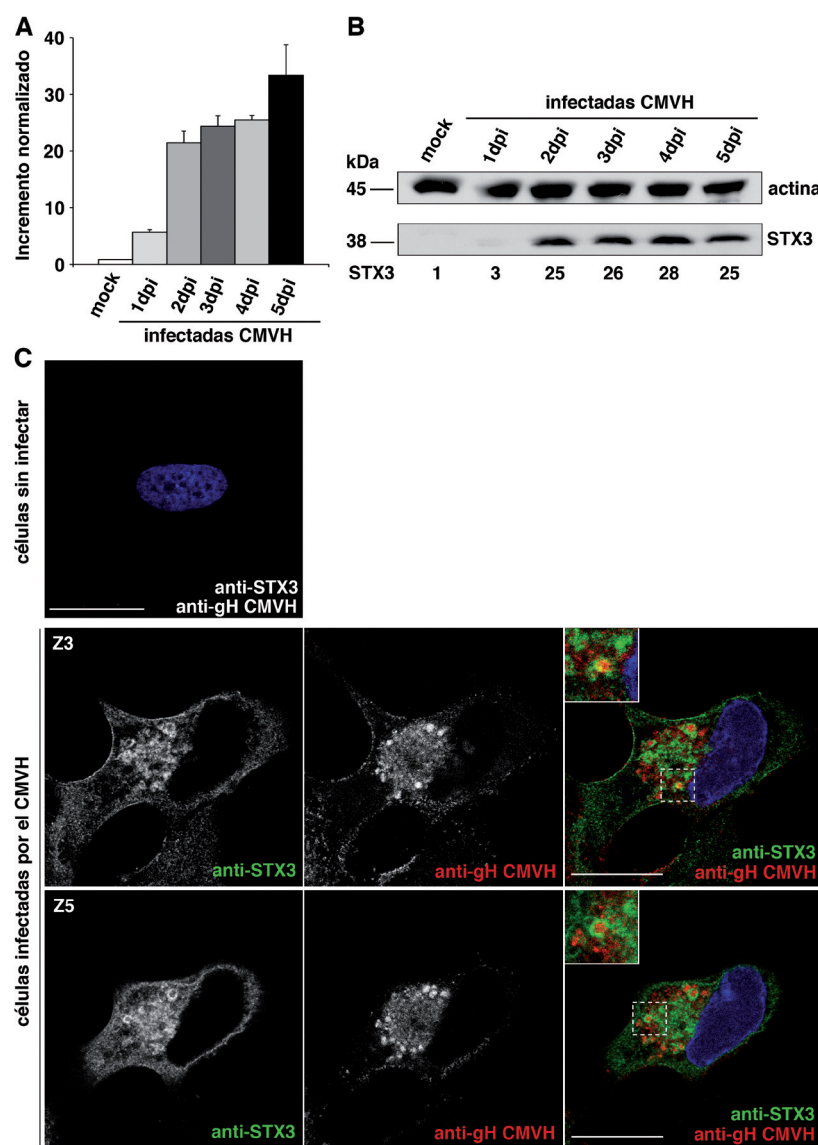 A
Incremento normalizado
40
30
20
10
0
mock
1dpi
2dpi
3dpi
4dpi
5dpi
infectadas CMVH
B
infectadas CMVH
mock
1dpi
2dpi
3dpi
4dpi
5dpi
kDa
45
actina
38
STX3
STX3 1 3 25 26 28 25
C
células sin infectar
anti-STX3
anti-gH CMVH
células infectadas por el CMVH
Z3
anti-STX3
anti-gH CMVH
anti-STX3
anti-gH CMVH
Z5
anti-STX3
anti-gH CMVH
anti-STX3
anti-gH CMVH